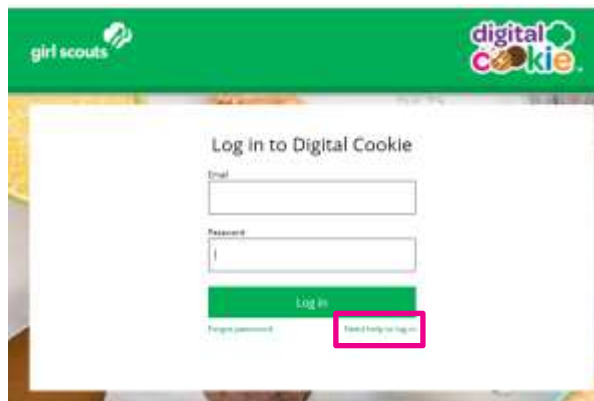 girl scouts
digital
cookie
Log in to Digital Cookie
Email
Password
Log in
Forgot password
Need help to log in